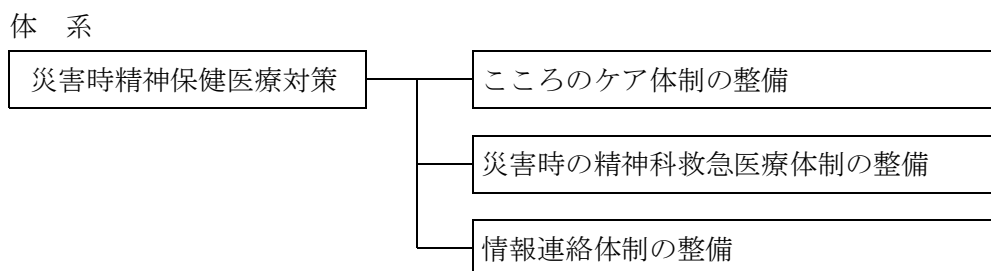 体　系
災害時精神保健医療対策
こころのケア体制の整備
災害時の精神科救急医療体制の整備
情報連絡体制の整備